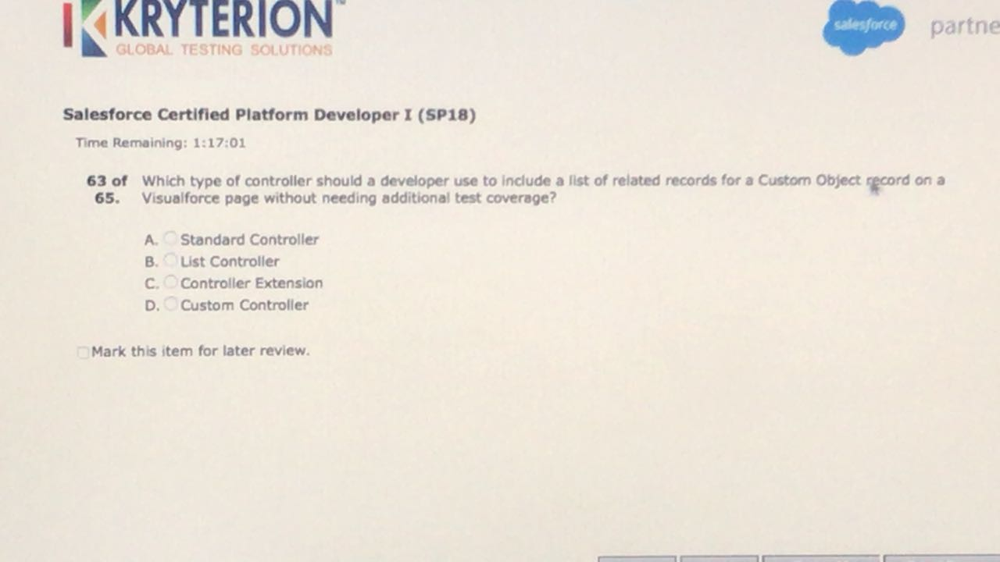 KRYTERION
GLOBAL TESTING SOLUTIONS
salesforce
Salesforce Certified Platform Developer I (SP18)
Time Remaining: 1:17:01
63 of 65. Which type of controller should a developer use to include a list of related records for a Custom Object record on a
Visualforce page without needing additional test coverage?
A. Standard Controller
B. List Controller
C. Controller Extension
D. Custom Controller
Mark this item for later review.